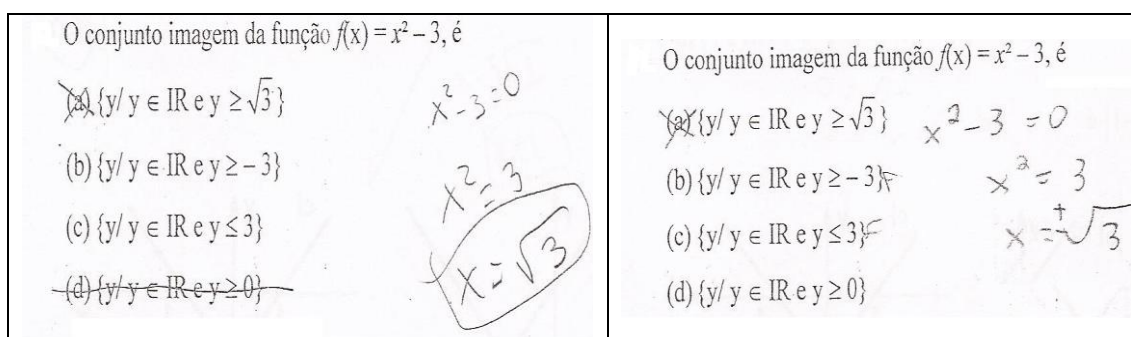 O conjunto imagem da função f(x) = x² – 3, é
(a) {y/ y ∈ IR e y ≥ √3}
(b) {y/ y ∈ IR e y ≥ – 3}
(c) {y/ y ∈ IR e y ≤ 3}
(d) {y/ y ∈ IR e y ≥ 0}
x² - 3 = 0
x² = 3
x = √3
O conjunto imagem da função f(x) = x² – 3, é
(a) {y/ y ∈ IR e y ≥ √3}
(b) {y/ y ∈ IR e y ≥ – 3} F
(c) {y/ y ∈ IR e y ≤ 3} F
(d) {y/ y ∈ IR e y ≥ 0}
x² - 3 = 0
x² = 3
x = ±√3